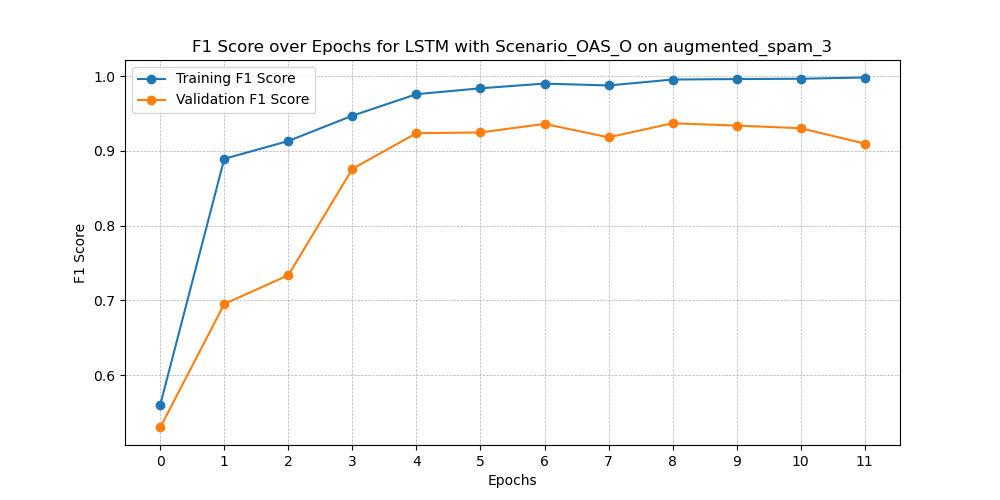 F1 Score over Epochs for LSTM with Scenario_OAS_O on augmented_spam_3
Training F1 Score
Validation F1 Score
F1 Score
1.0
0.9
0.8
0.7
0.6
0 1 2 3 4 5 6 7 8 9 10 11
Epochs